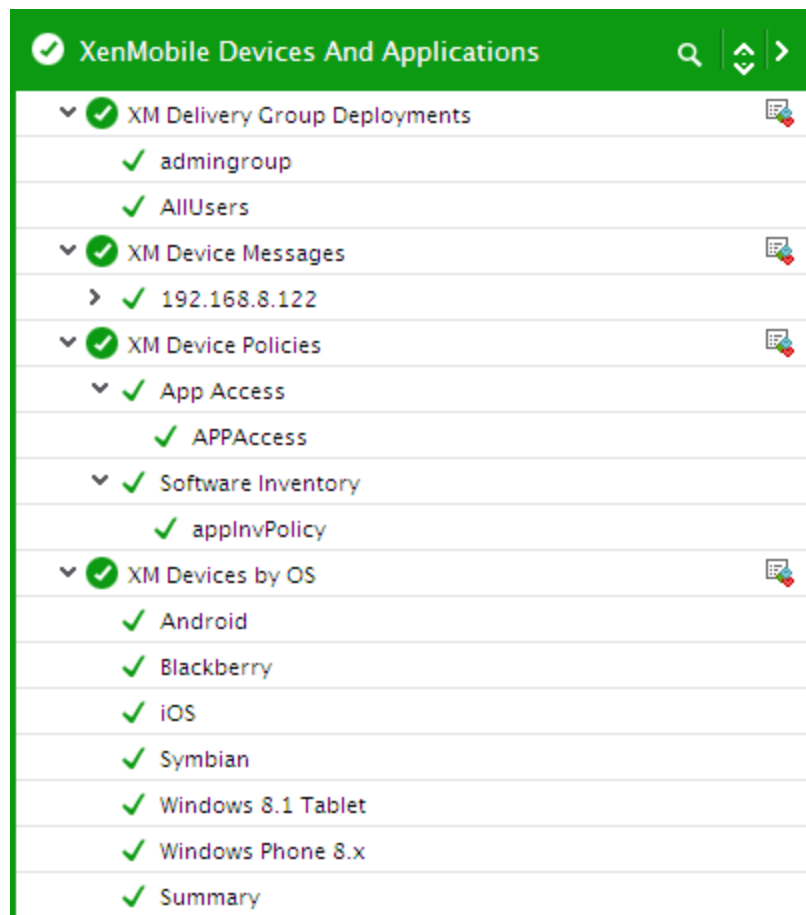 XenMobile Devices And Applications
XM Delivery Group Deployments
admingroup
AllUsers
XM Device Messages
192.168.8.122
XM Device Policies
App Access
APPAccess
Software Inventory
appInvPolicy
XM Devices by OS
Android
Blackberry
iOS
Symbian
Windows 8.1 Tablet
Windows Phone 8.x
Summary